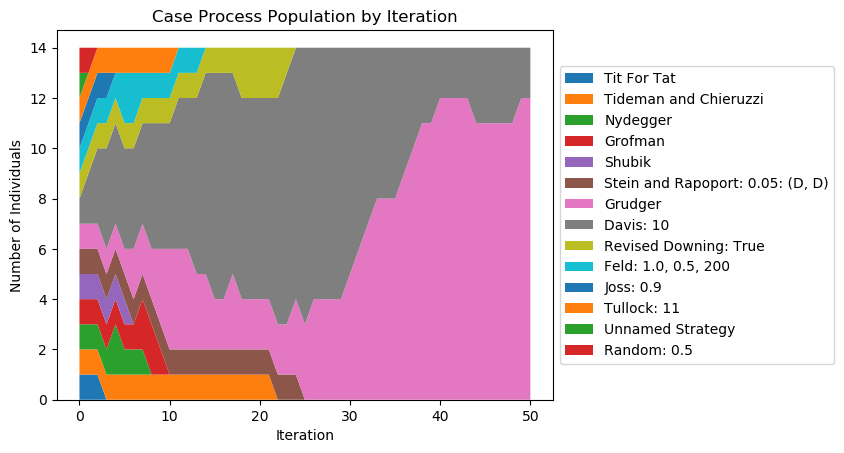 Case Process Population by Iteration
Number of Individuals
14
12
10
8
6
4
2
0
0 10 20 30 40 50
Iteration
Tit For Tat
Tideman and Chieruzzi
Nydegger
Grofman
Shubik
Stein and Rapoport: 0.05: (D, D)
Grudger
Davis: 10
Revised Downing: True
Feld: 1.0, 0.5, 200
Joss: 0.9
Tullock: 11
Unnamed Strategy
Random: 0.5